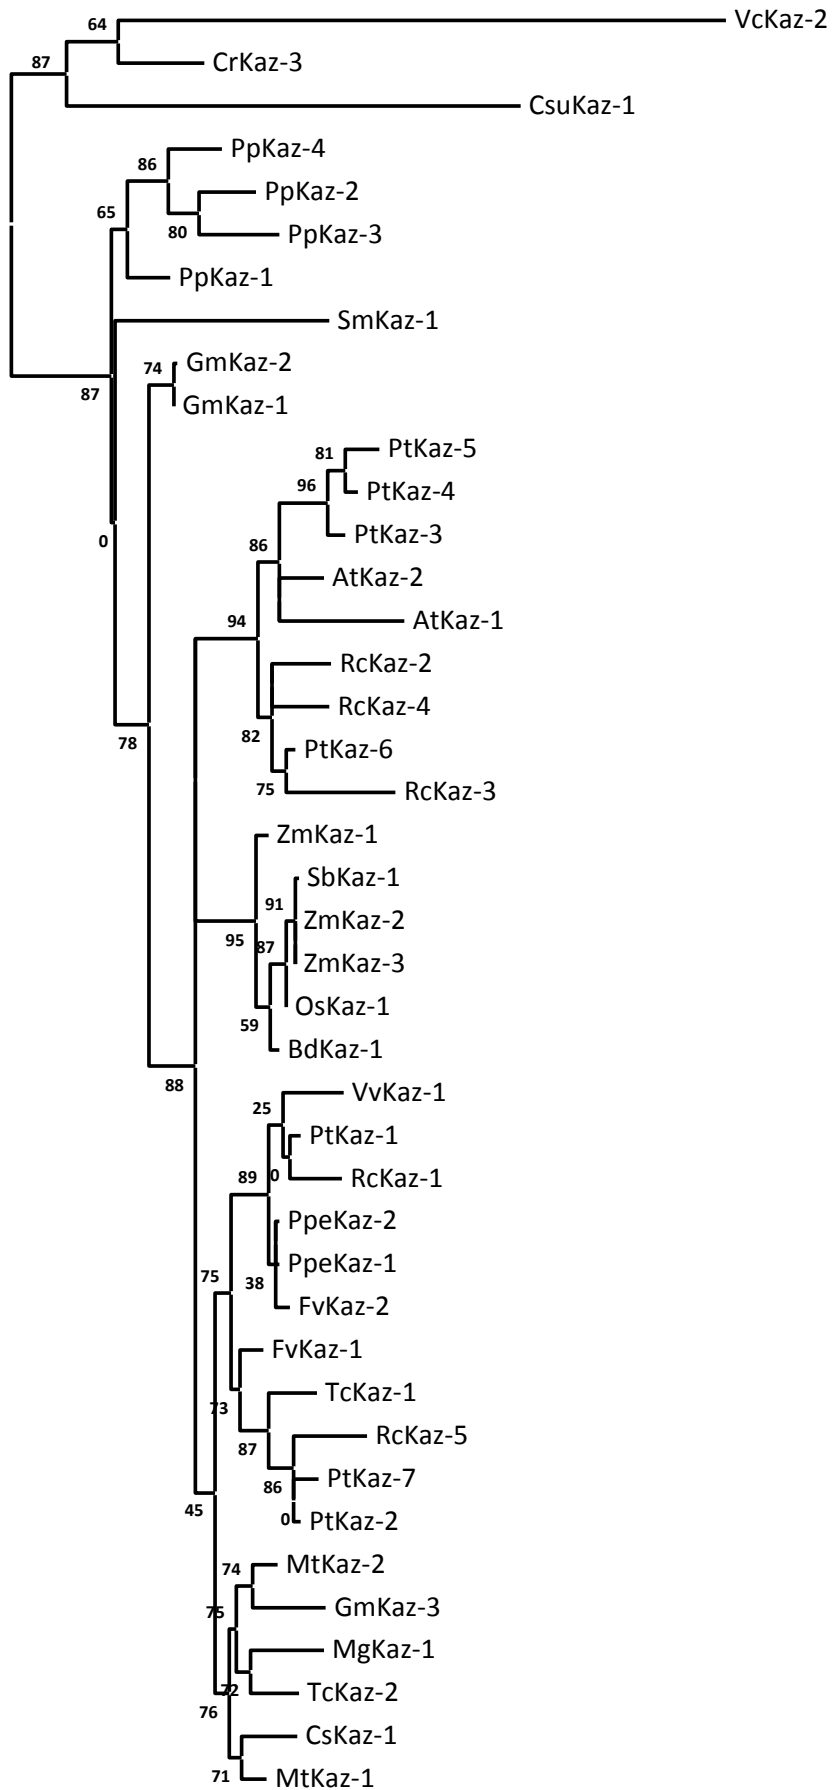 VcKaz-2
64
CrKaz-3
87
CsuKaz-1
PpKaz-4
86
PpKaz-2
65
80
PpKaz-3
PpKaz-1
SmKaz-1
GmKaz-2
74
87
GmKaz-1
PtKaz-5
81
96
PtKaz-4
PtKaz-3
0
86
AtKaz-2
94
AtKaz-1
RcKaz-2
RcKaz-4
82
78
PtKaz-6
75
RcKaz-3
ZmKaz-1
SbKaz-1
91
ZmKaz-2
95
87
ZmKaz-3
OsKaz-1
59
BdKaz-1
88
VvKaz-1
25
PtKaz-1
89
0
RcKaz-1
PpeKaz-2
PpeKaz-1
75
38
FvKaz-2
FvKaz-1
TcKaz-1
73
RcKaz-5
87
PtKaz-7
86
45
0
PtKaz-2
MtKaz-2
74
GmKaz-3
75
MgKaz-1
72
TcKaz-2
76
CsKaz-1
71
MtKaz-1